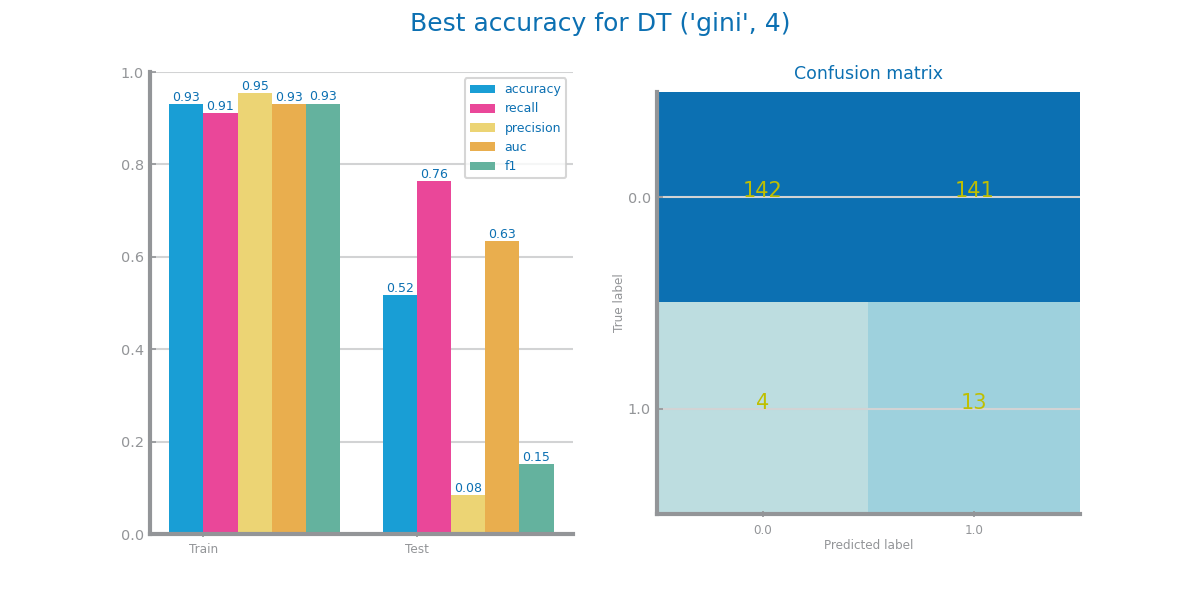 Best accuracy for DT ('gini', 4)
1.0
0.8
0.6
0.4
0.2
0.0
0.93
0.91
0.95
0.93
0.93
0.52
0.76
0.08
0.63
0.15
accuracy
recall
precision
auc
f1
Train
Test
Confusion matrix
True label
0.0
1.0
142
141
4
13
0.0
1.0
Predicted label